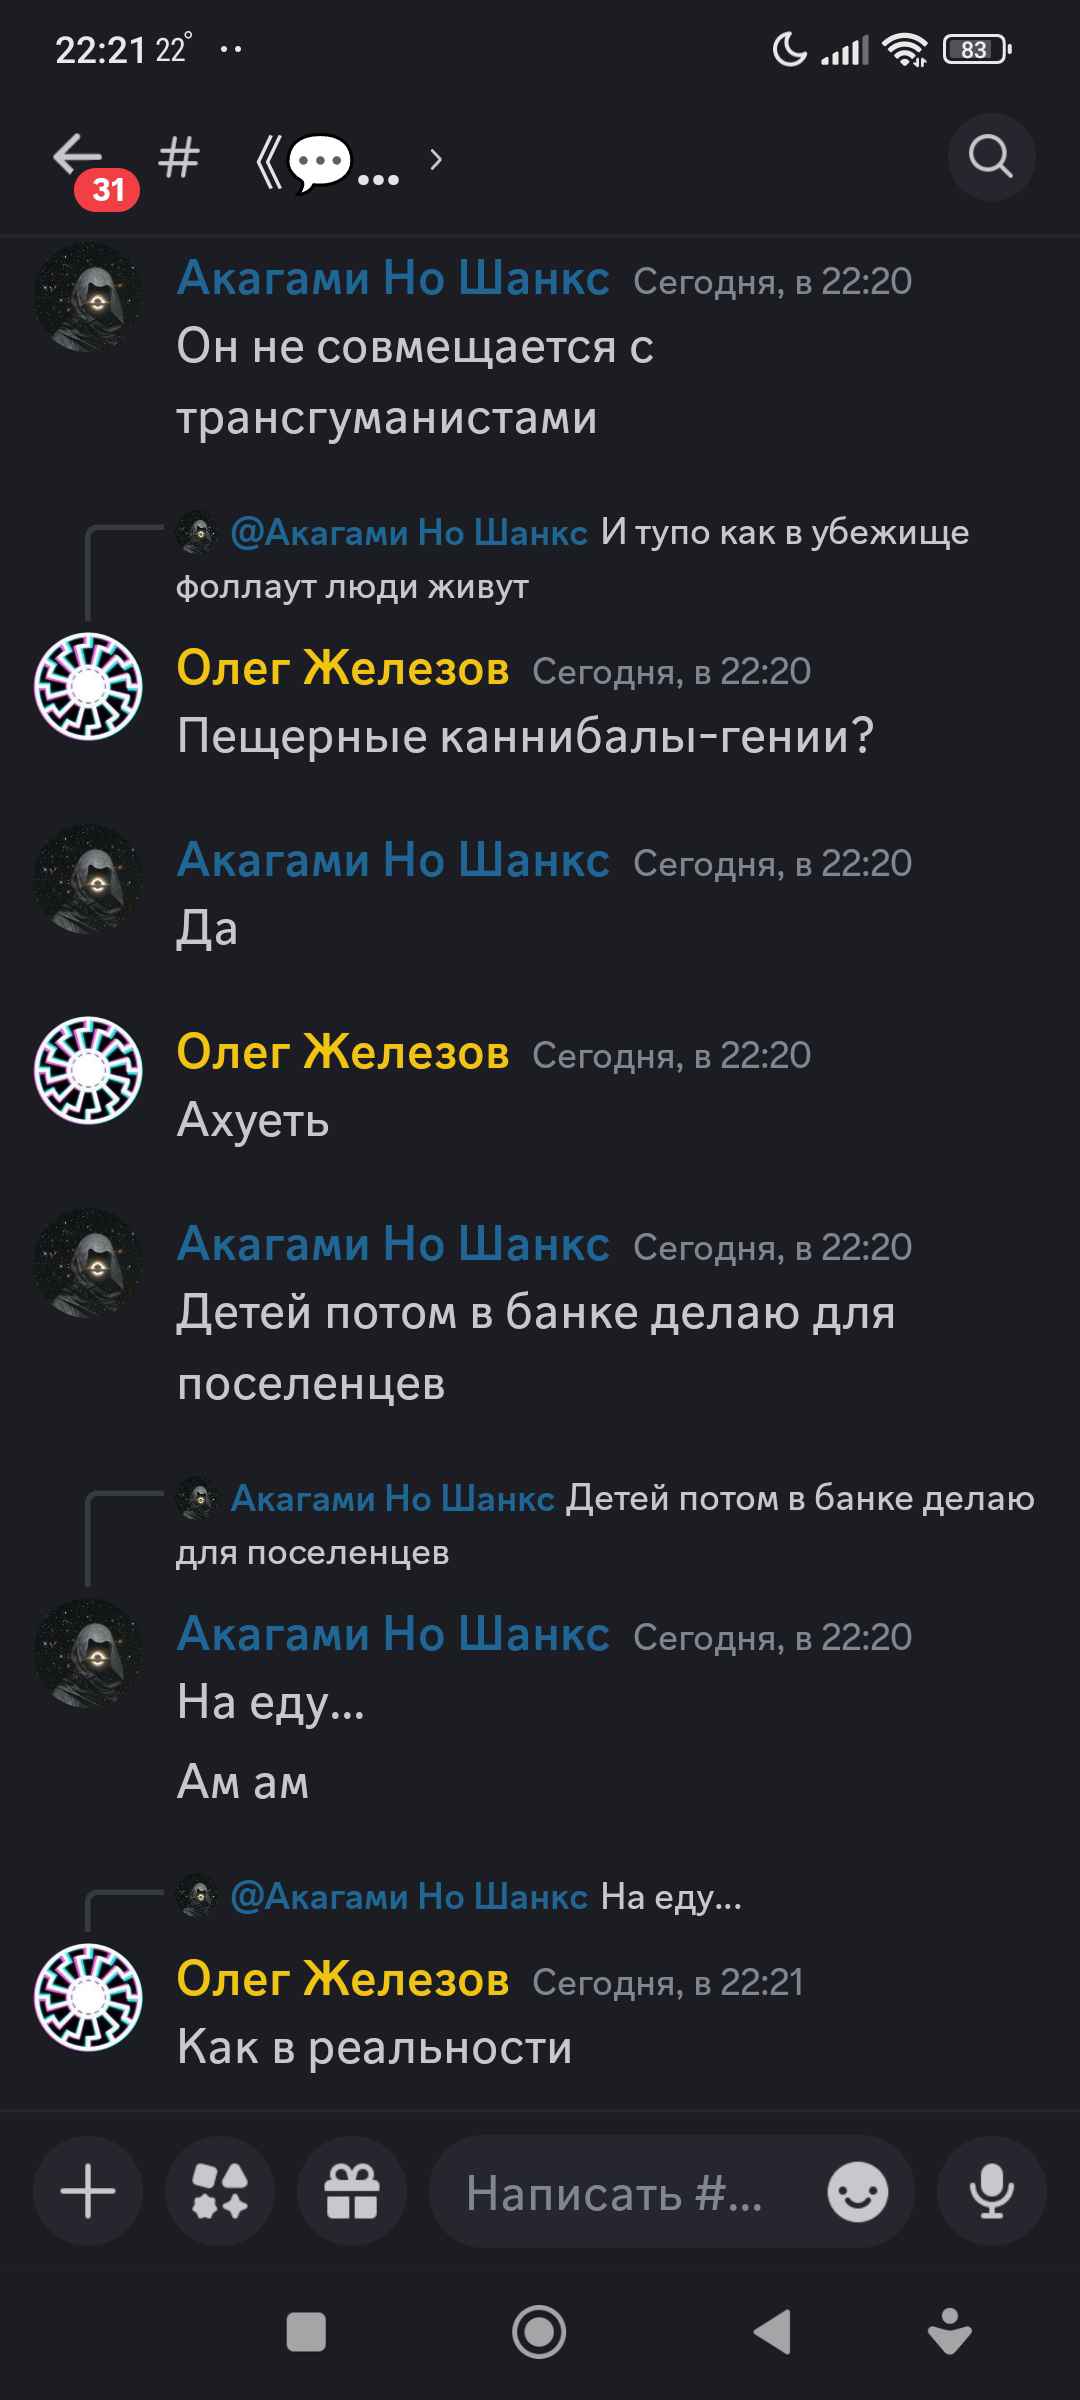 22:21 22° 83
31 # 《💬... ›
Акагами Но Шанкс Сегодня, в 22:20
Он не совмещается с
трансгуманистами
@Акагами Но Шанкс И тупо как в убежище
фоллаут люди живут
Олег Железов Сегодня, в 22:20
Пещерные каннибалы-гении?
Акагами Но Шанкс Сегодня, в 22:20
Да
Олег Железов Сегодня, в 22:20
Ахуеть
Акагами Но Шанкс Сегодня, в 22:20
Детей потом в банке делаю для
поселенцев
Акагами Но Шанкс Детей потом в банке делаю
для поселенцев
Акагами Но Шанкс Сегодня, в 22:20
На еду...
Ам ам
@Акагами Но Шанкс На еду...
Олег Железов Сегодня, в 22:21
Как в реальности
Написать #...